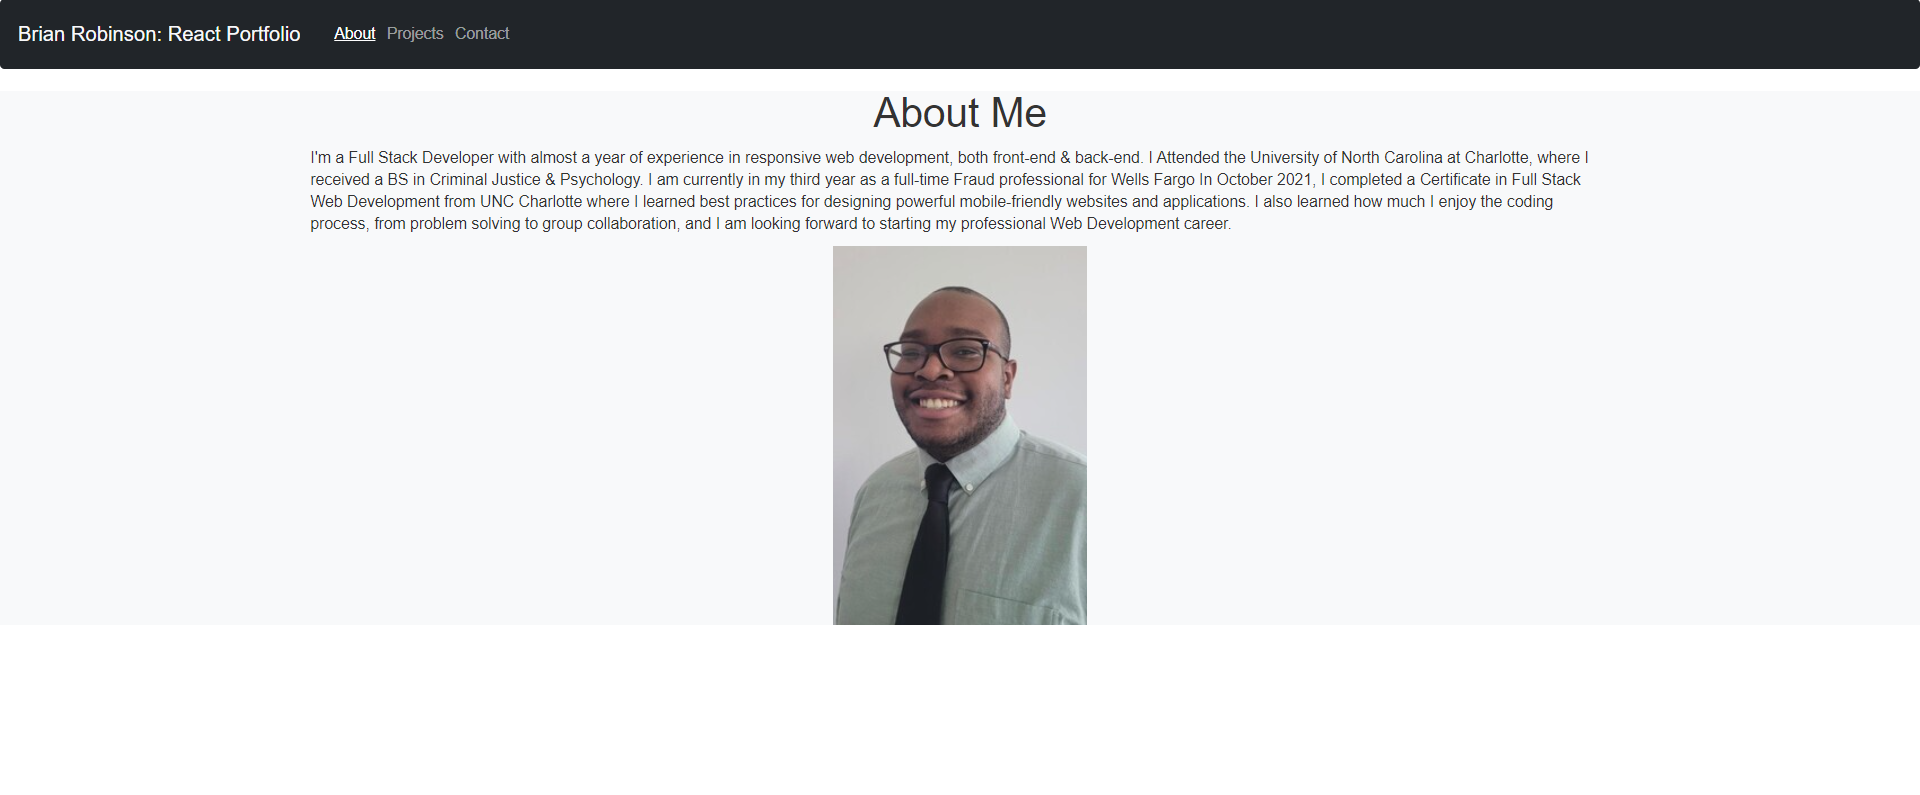 Brian Robinson: React Portfolio About Projects Contact
About Me
I'm a Full Stack Developer with almost a year of experience in responsive web development, both front-end & back-end. I Attended the University of North Carolina at Charlotte, where I
received a BS in Criminal Justice & Psychology. I am currently in my third year as a full-time Fraud professional for Wells Fargo In October 2021, I completed a Certificate in Full Stack
Web Development from UNC Charlotte where I learned best practices for designing powerful mobile-friendly websites and applications. I also learned how much I enjoy the coding
process, from problem solving to group collaboration, and I am looking forward to starting my professional Web Development career.